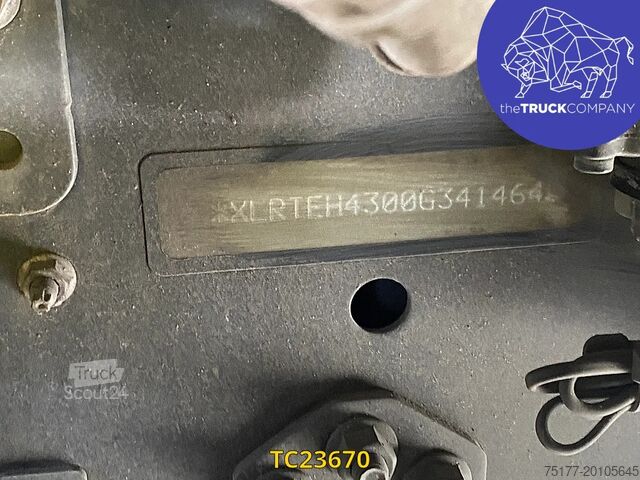 theTRUCKCOMPANY
*XLRTEH4300G341464*
Truck
Scout24
TC23670
75177-20105645